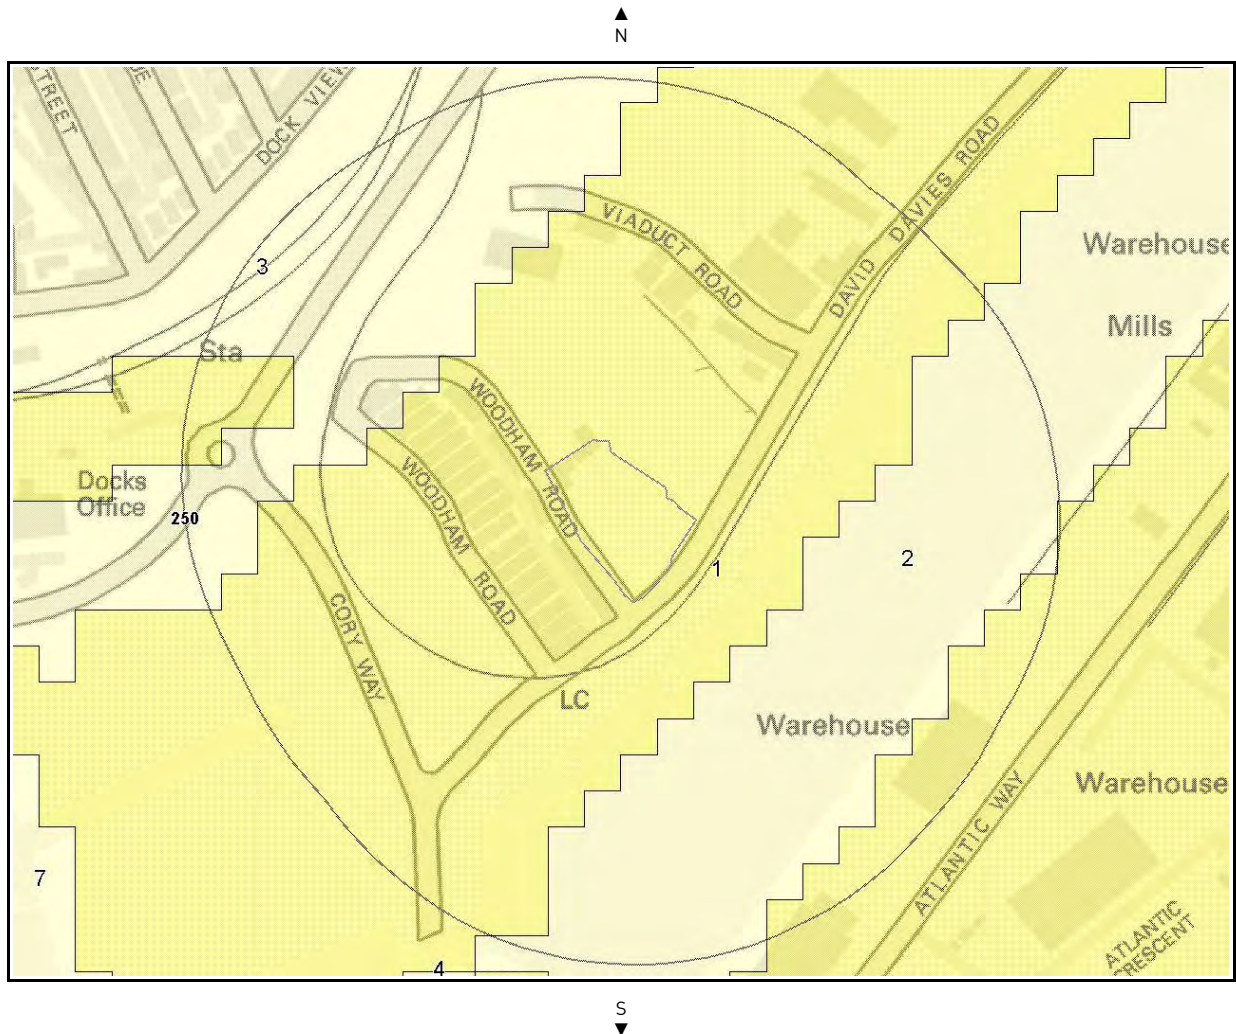 ▲
N
STREET
UE
DOCK VIEW
3
VIADUCT ROAD
DAVID DAVIES ROAD
Warehouse
Mills
Sta
WOODHAM ROAD
WOODHAM ROAD
Docks
Office
250
1
2
CORY WAY
LC
Warehouse
Warehouse
ATLANTIC WAY
7
ATLANTIC
CRESCENT
4
S
▼